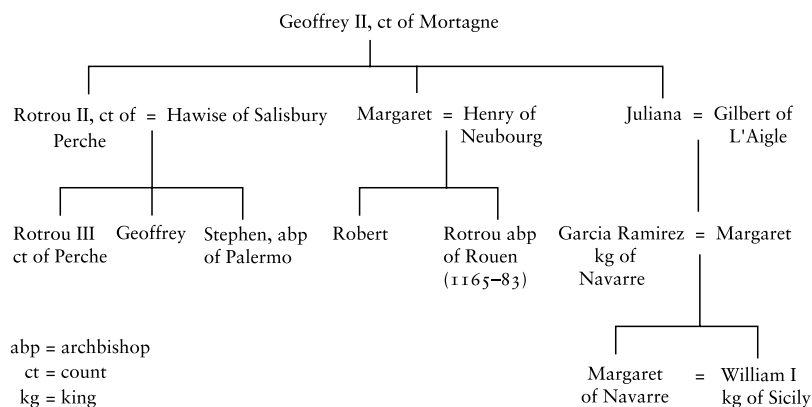 Geoffrey II, ct of Mortagne
Rotrou II, ct of = Hawise of Salisbury
Perche
Margaret = Henry of
Neubourg
Juliana = Gilbert of
L'Aigle
Rotrou III
ct of Perche
Geoffrey
Stephen, abp
of Palermo
Robert
Rotrou abp
of Rouen
(1165–83)
Garcia Ramirez = Margaret
kg of
Navarre
Margaret = William I
of Navarre kg of Sicily
abp = archbishop
ct = count
kg = king